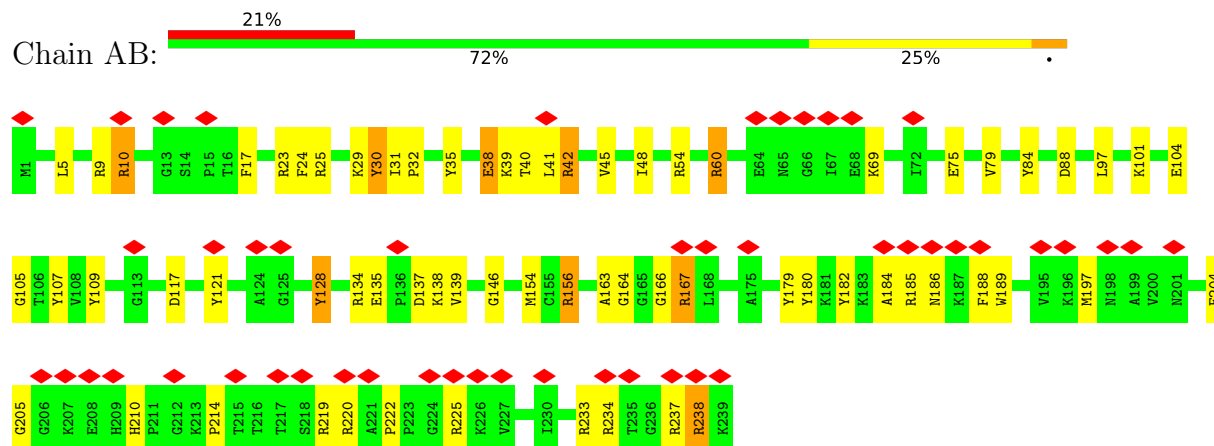 21%
Chain AB:
72% 25% •
M1 L5 R9 R10 G13 S14 P15 T16 F17 R23 F24 R25 K29 Y30 I31 P32 Y35 E38 K39 T40 L41 R42 V45 I48 R54 R60 E64 N65 G66 I67 E68 K69 I72 E75 V79 Y84 D88 L97 K101 E104
G105 T106 Y107 V108 Y109 G113 D117 Y121 A124 G125 Y128 R134 E135 P136 D137 K138 V139 G146 M154 C155 R156 A163 G164 G165 G166 R167 L168 A175 Y179 Y180 K181 Y182 K183 A184 R185 N186 K187 F188 W189 V195 K196 M197 N198 A199 V200 N201
G205 G206 K207 E208 H209 H210 P211 G212 K213 P214 T215 T216 T217 S218 R219 R220 A221 P222 P223 G224 R225 K226 V227 I230 R233 R234 T235 G236 R237 R238 K239